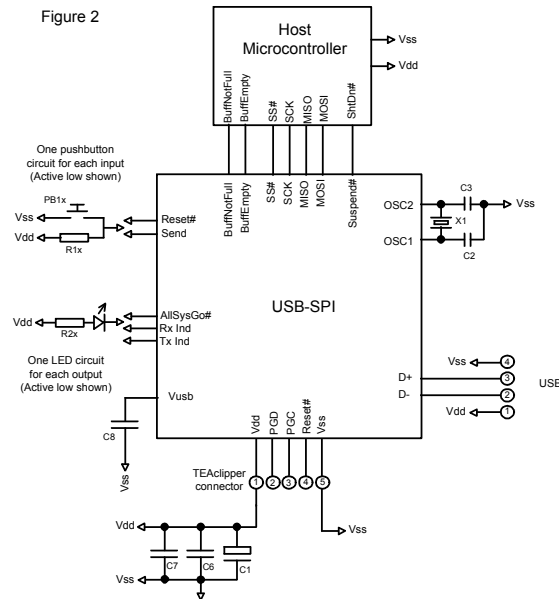 Figure 2
Host
Microcontroller
Vss
Vdd
BuffNotFull
BuffEmpty
SS#
SCK
MISO
MOSI
ShtDn#
One pushbutton
circuit for each input
(Active low shown)
PB1x
Vss
Vdd
R1x
Reset#
Send
BuffNotFull
BuffEmpty
SS#
SCK
MISO
MOSI
Suspend#
OSC2
OSC1
C3
X1
C2
Vss
USB-SPI
AllSysGo#
Rx Ind
Tx Ind
Vdd
R2x
One LED circuit
for each output
(Active low shown)
Vusb
C8
Vss
D+
D-
Vss
Vdd
4
3
2
1
USB
Vdd
PGD
PGC
Reset#
Vss
TEAclipper
connector
1
2
3
4
5
Vss
Vdd
Vss
C7
C6
C1